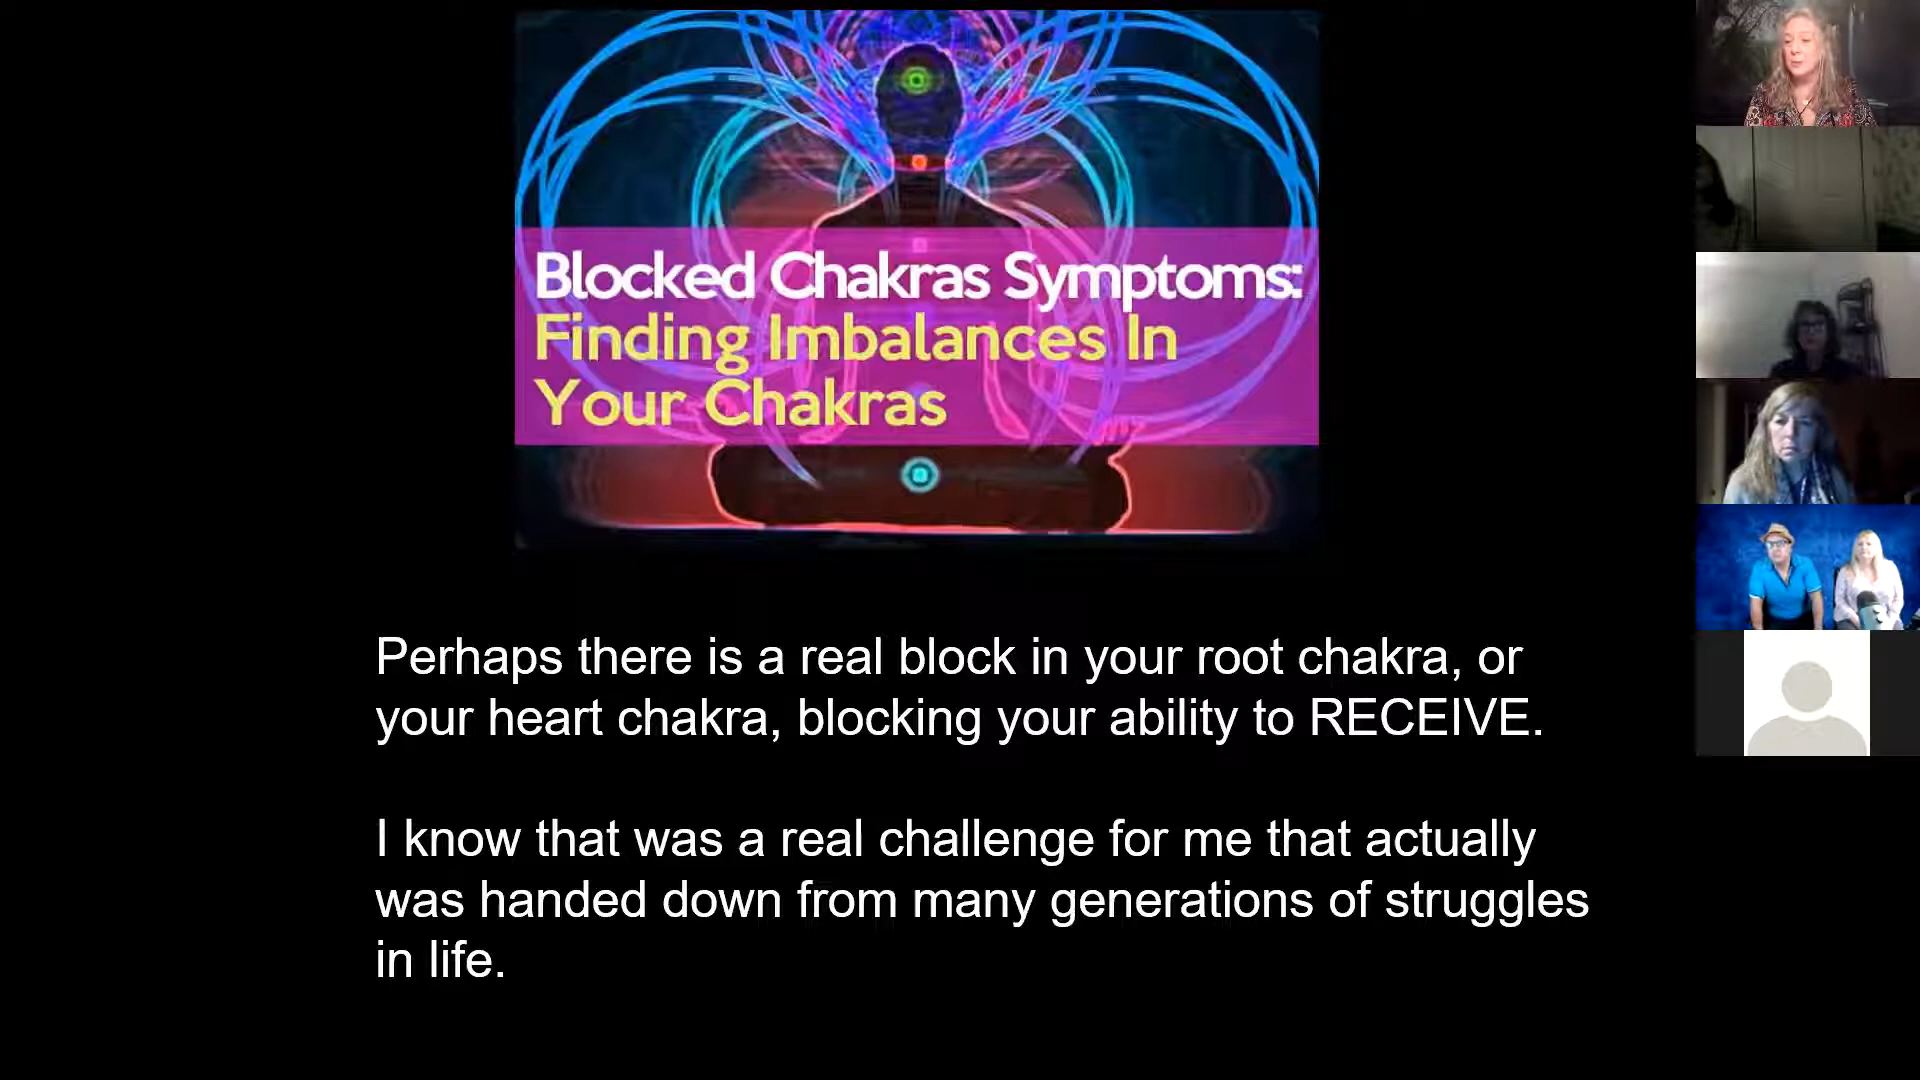 Blocked Chakras Symptoms:
Finding Imbalances In
Your Chakras
Perhaps there is a real block in your root chakra, or
your heart chakra, blocking your ability to RECEIVE.
I know that was a real challenge for me that actually
was handed down from many generations of struggles
in life.